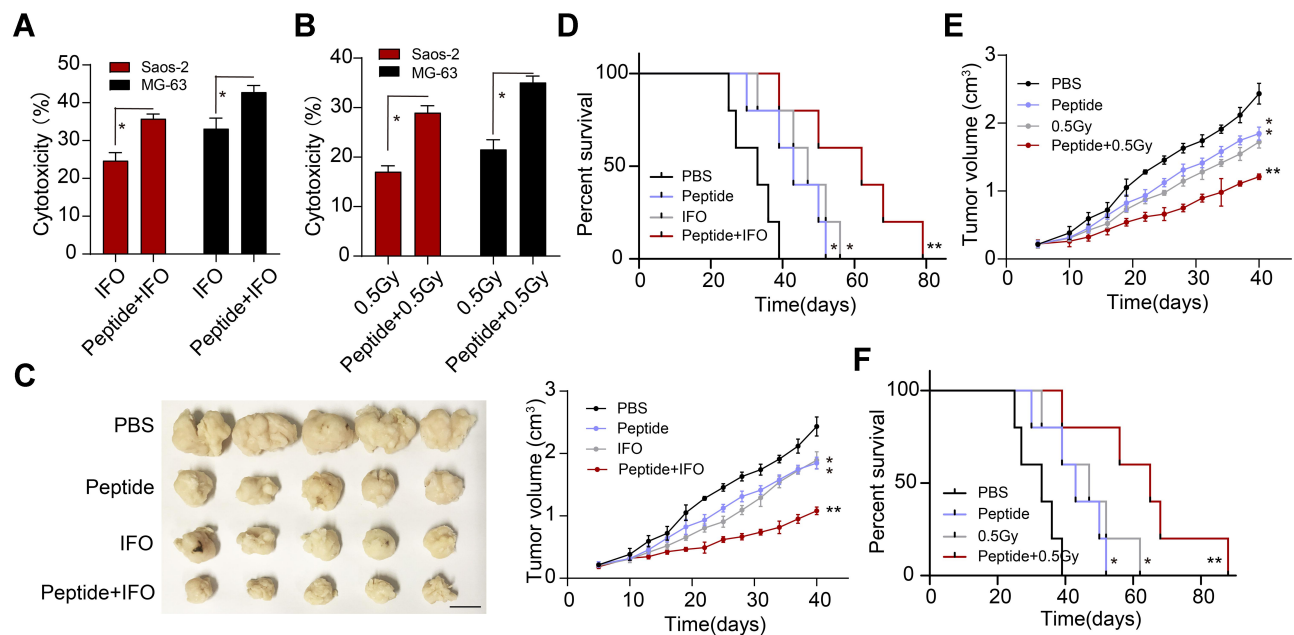 A
Cytotoxicity (%)
50
40
30
20
10
0
Saos-2
MG-63
*
*
IFO
Peptide+IFO
IFO
Peptide+IFO
B
Cytotoxicity (%)
40
30
20
10
0
Saos-2
MG-63
*
*
0.5Gy
Peptide+0.5Gy
0.5Gy
Peptide+0.5Gy
D
Percent survival
100
50
0
PBS
Peptide
IFO
Peptide+IFO
* * **
0 20 40 60 80
Time(days)
E
Tumor volume (cm³)
3
2
1
0
PBS
Peptide
0.5Gy
Peptide+0.5Gy
*
*
**
0 10 20 30 40
Time(days)
C
PBS
Peptide
IFO
Peptide+IFO
Tumor volume (cm³)
3
2
1
0
PBS
Peptide
IFO
Peptide+IFO
*
*
**
0 10 20 30 40
Time(days)
F
Percent survival
100
50
0
PBS
Peptide
0.5Gy
Peptide+0.5Gy
* * **
0 20 40 60 80
Time(days)